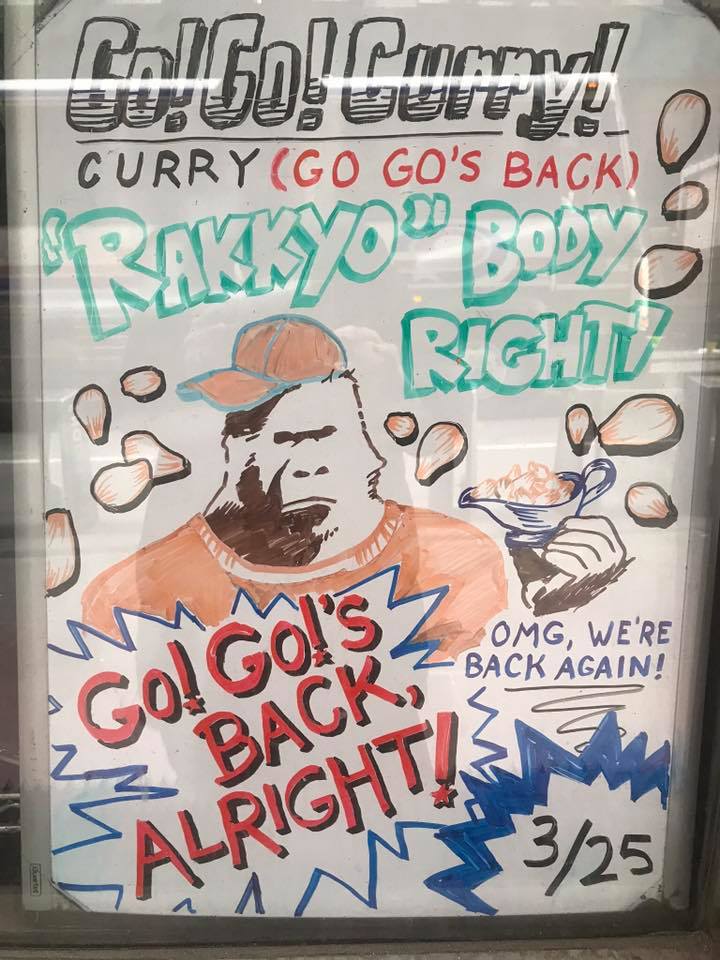 Go! Go! Curry!
CURRY (GO GO'S BACK)
"RAKKYO" BODY
RIGHT!
OMG, WE'RE
BACK AGAIN!
GO! GO!'S
BACK,
ALRIGHT!
3/25
Quartet